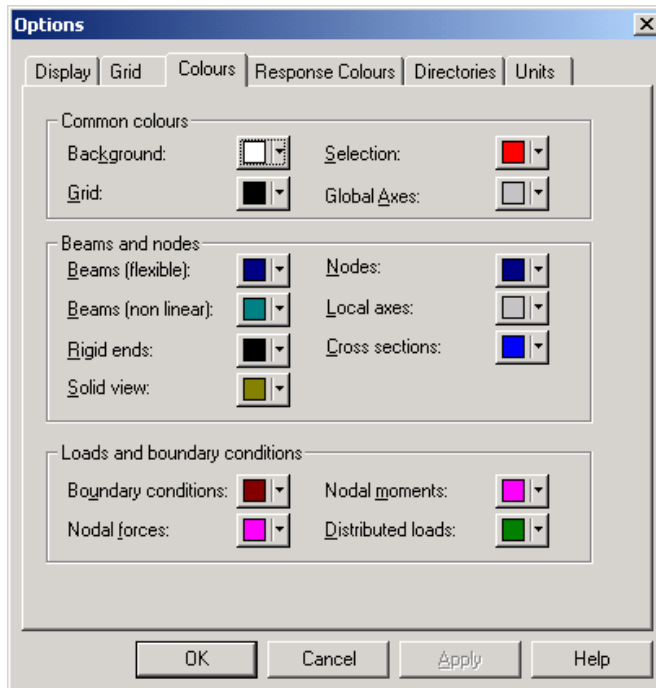 Options
Display Grid Colours Response Colours Directories Units
Common colours
Background: Selection:
Grid: Global Axes:
Beams and nodes
Beams (flexible): Nodes:
Beams (non linear): Local axes:
Rigid ends: Cross sections:
Solid view:
Loads and boundary conditions
Boundary conditions: Nodal moments:
Nodal forces: Distributed loads:
OK Cancel Apply Help